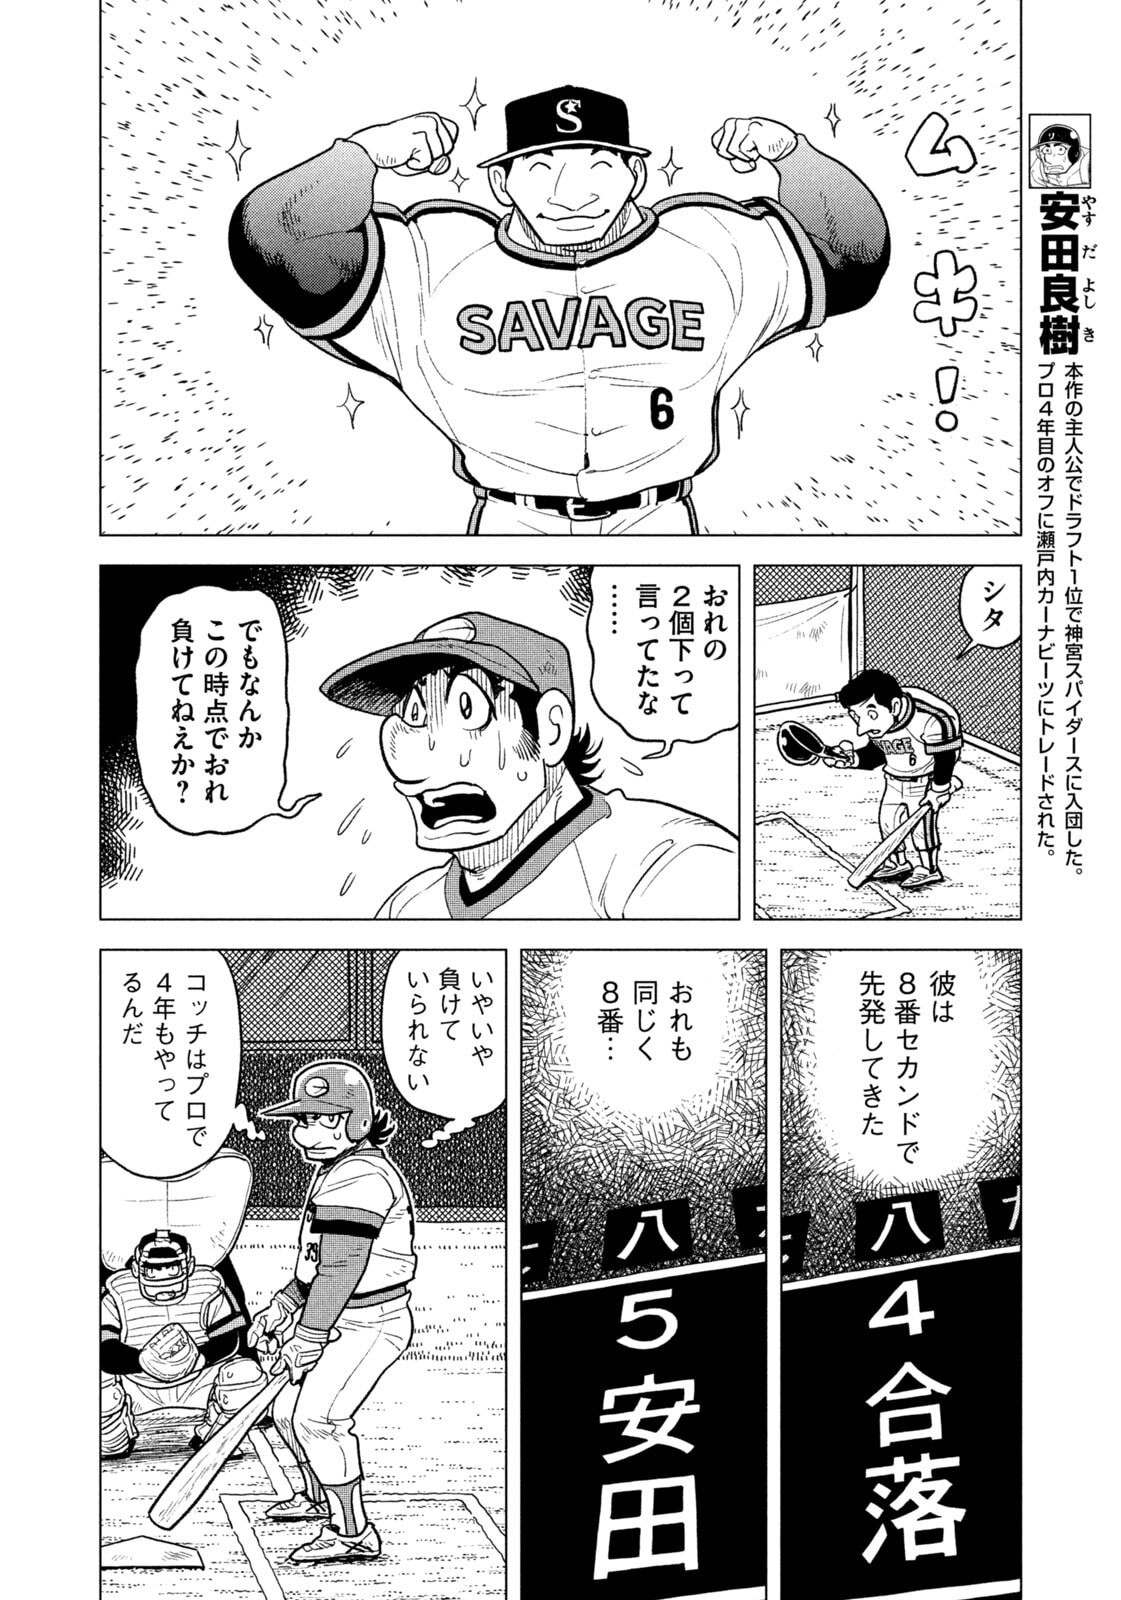 ムキ！
S
SAVAGE
6
リ
安田良樹
やすだよしき
本作の主人公でドラフト1位で神宮スパイダースに入団した。
プロ4年目のオフに瀬戸内カーナビーツにトレードされた。
シタ
AVAGE
6
おれの
2個下って
言ってたな
……
でもなんか
この時点でおれ
負けてねえか？
彼は
8番セカンドで
先発してきた
八
4
合落
おれも
同じく
8番…
八
5
安田
いやいや
負けて
いられない
コッチはプロで
4年もやって
るんだ
39